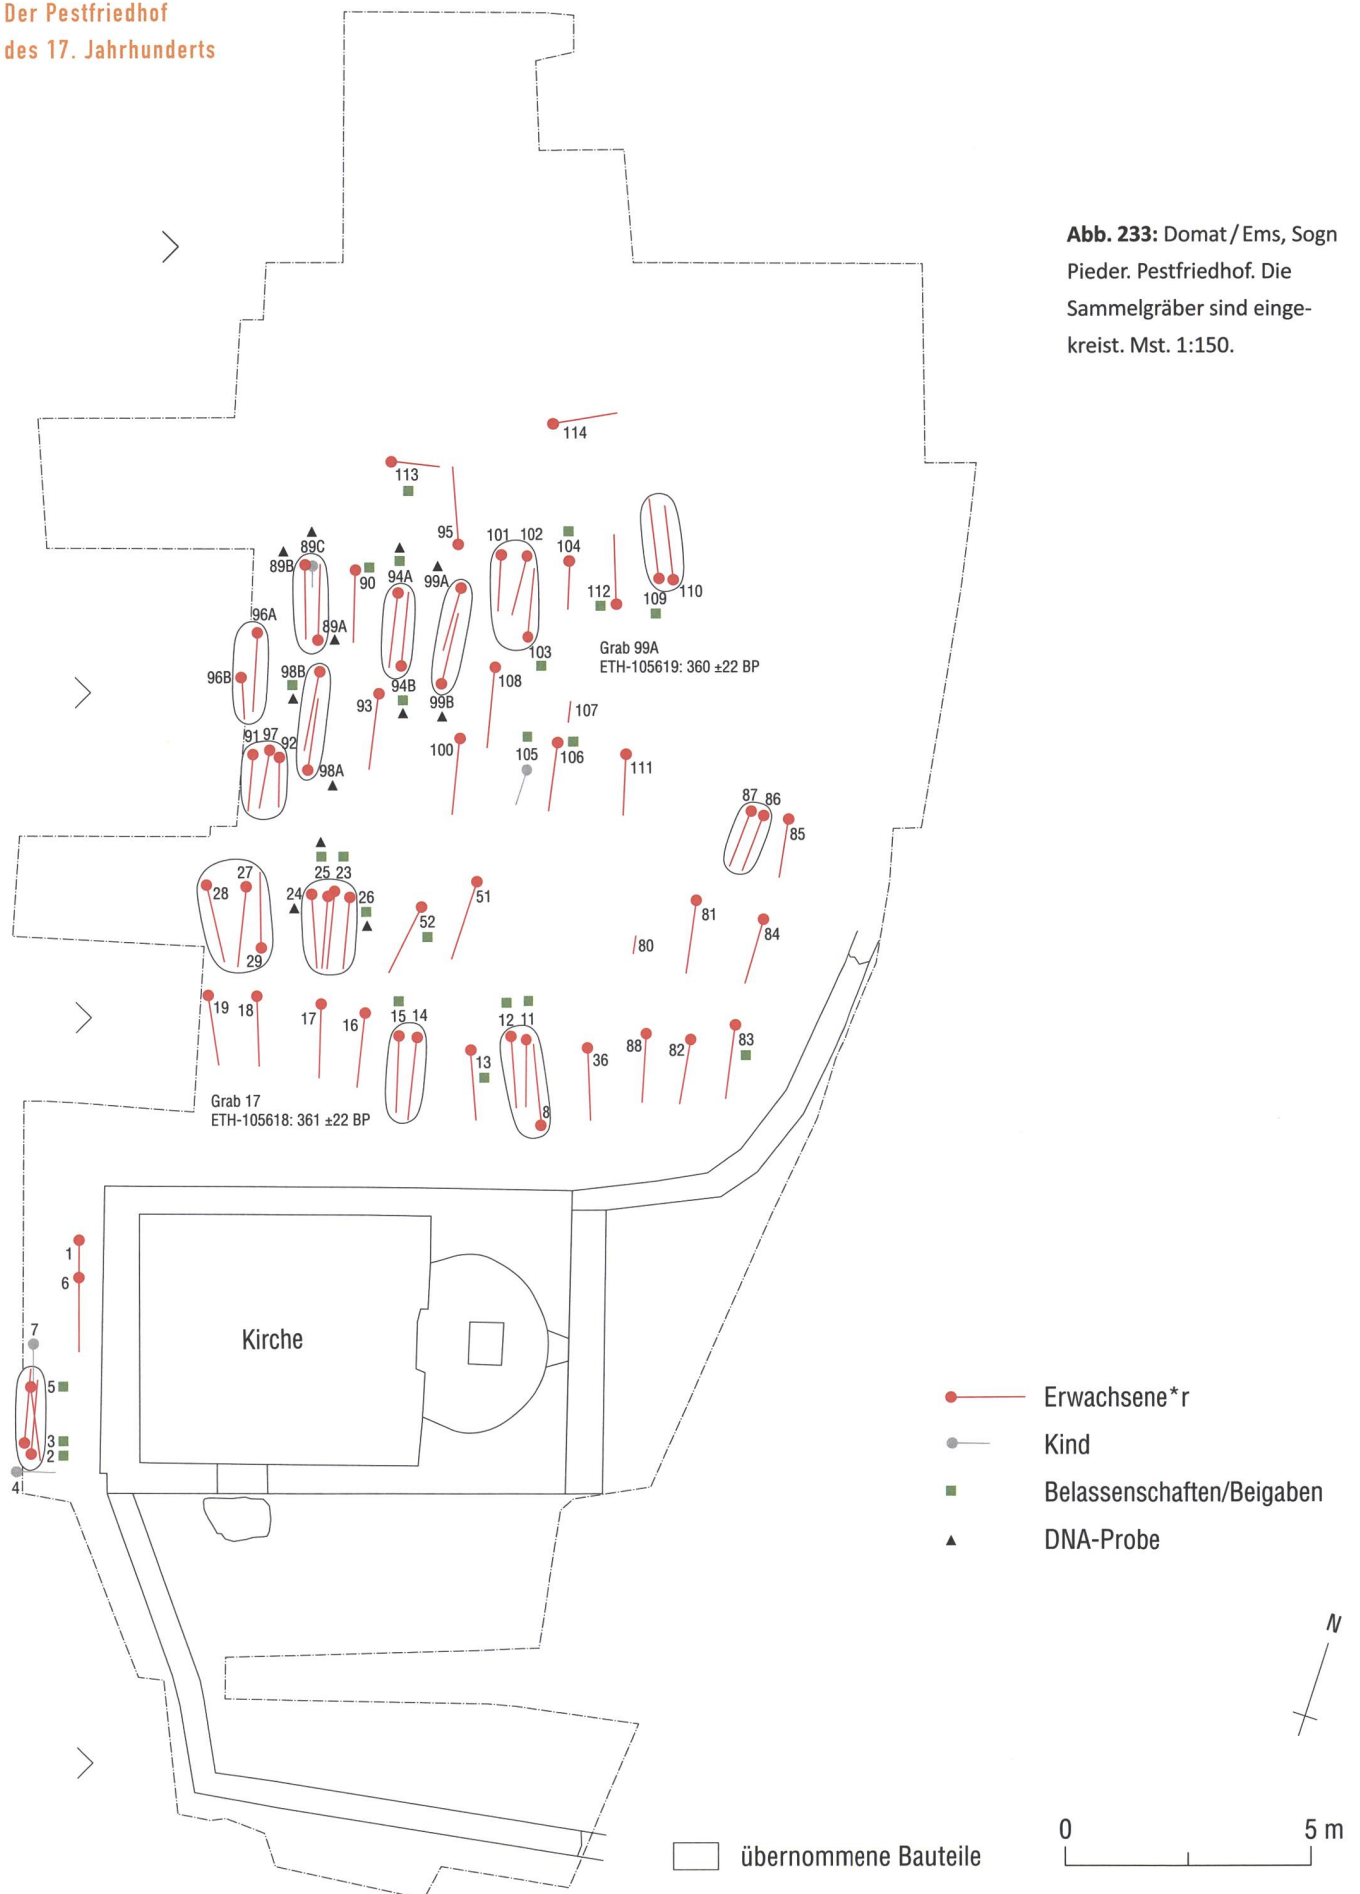 Der Pestfriedhof
des 17. Jahrhunderts
Abb. 233: Domat/Ems, Sogn
Pieder. Pestfriedhof. Die
Sammelgräber sind einge-
kreist. Mst. 1:150.
114
113
95
101 102
104
89C
89B
90
94A
99A
112
109
110
96A
89A
103
Grab 99A
ETH-105619: 360 ±22 BP
96B
98B
94B
108
93
99B
107
91 97 92
100
105
106
111
98A
87 86
85
25 23
28
27
24
26
51
52
81
84
29
80
19
18
17
16
15 14
12 11
13
36
88
82
83
Grab 17
ETH-105618: 361 ±22 BP
8
1
6
7
Kirche
5
3
2
4
Erwachsene*r
Kind
Belassenschaften/Beigaben
DNA-Probe
N
0
5 m
übernommene Bauteile